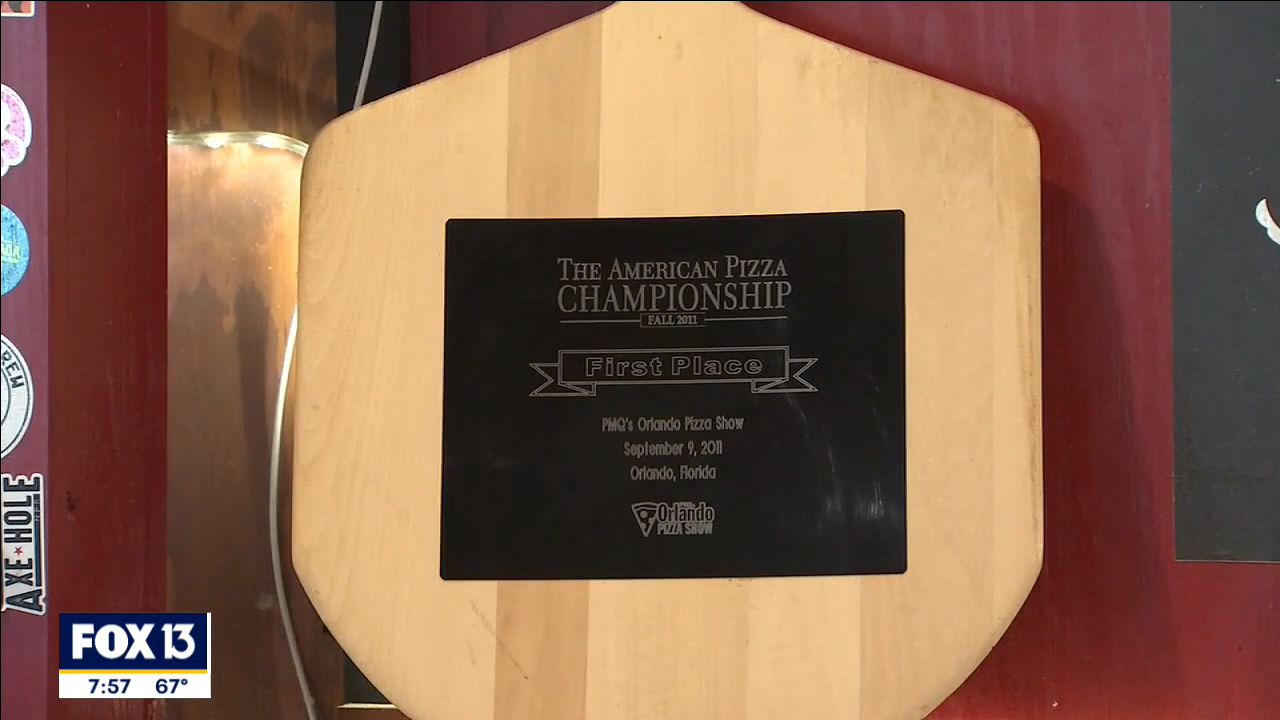 THE AMERICAN PIZZA
CHAMPIONSHIP
FALL 2011
First Place
PMQ's Orlando Pizza Show
September 9, 2011
Orlando, Florida
Orlando
PIZZA SHOW
AXE★HOLE
FOX 13
7:57 67°